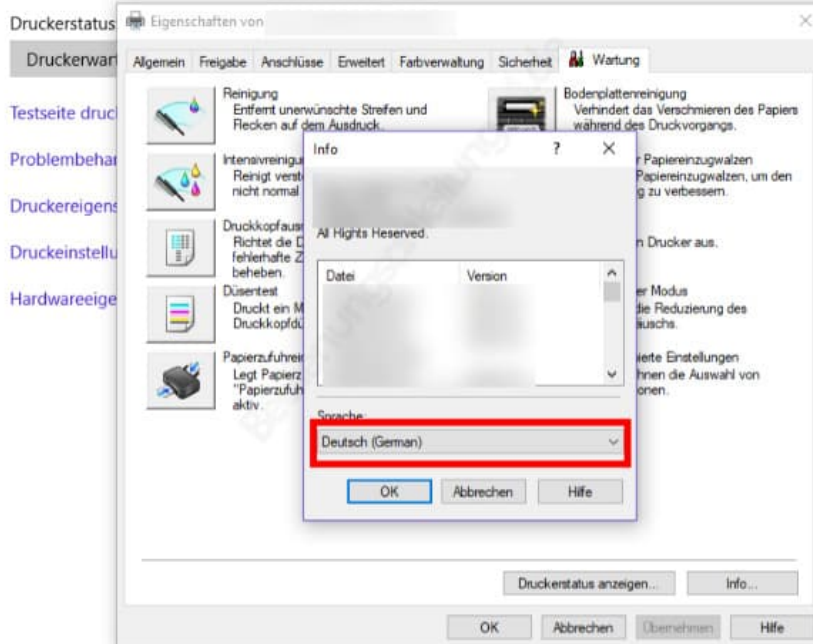 Druckerstatus
Druckerwar
Testseite druc
Problembehar
Druckereigens
Druckeinstellu
Hardwareeige
Eigenschaften von
Allgemein Freigabe Anschlüsse Erweitert Farbverwaltung Sicherheit Wartung
Reinigung
Entfernt unerwünschte Streifen und
Flecken auf dem Ausdruck.
Intensivreinigu
Reinigt verst
nicht normal
Druckkopfaus
Richtet die D
fehlerhafte Z
beheben.
Düsentest
Druckt ein M
Druckkopfdü
Papierzufuhrein
Legt Papierz
"Papierzufuh
aktiv.
Bodenplattenreinigung
Verhindert das Verschmieren des Papiers
während des Druckvorgangs.
r Papiereinzugwalzen
Papiereinzugwalzen, um den
g zu verbessern.
n Drucker aus.
er Modus
die Reduzierung des
äuschs.
ierte Einstellungen
Ihnen die Auswahl von
onen.
Info ? ×
All Rights Reserved.
Datei Version
Sprache:
Deutsch (German)
OK Abbrechen Hilfe
Druckerstatus anzeigen... Info...
OK Abbrechen Übernehmen Hilfe